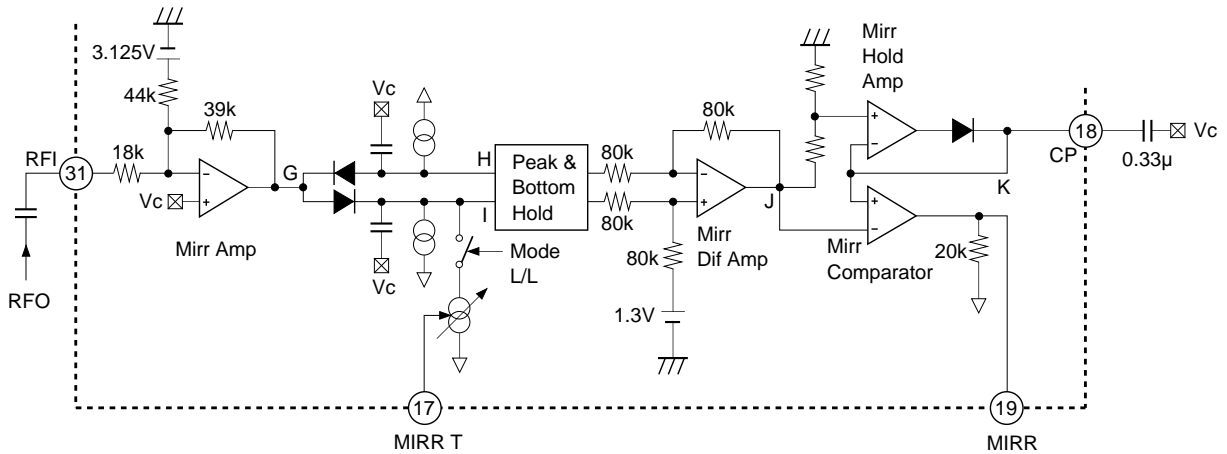 3.125V
44k
39k
RFI
31
18k
Vc
Mirr Amp
RFO
G
Vc
Vc
H
I
Peak &
Bottom
Hold
Mode
L/L
17
MIRR T
80k
80k
80k
80k
1.3V
Mirr
Dif Amp
J
Mirr
Hold
Amp
K
Mirr
Comparator
20k
19
MIRR
18
CP
0.33μ
Vc